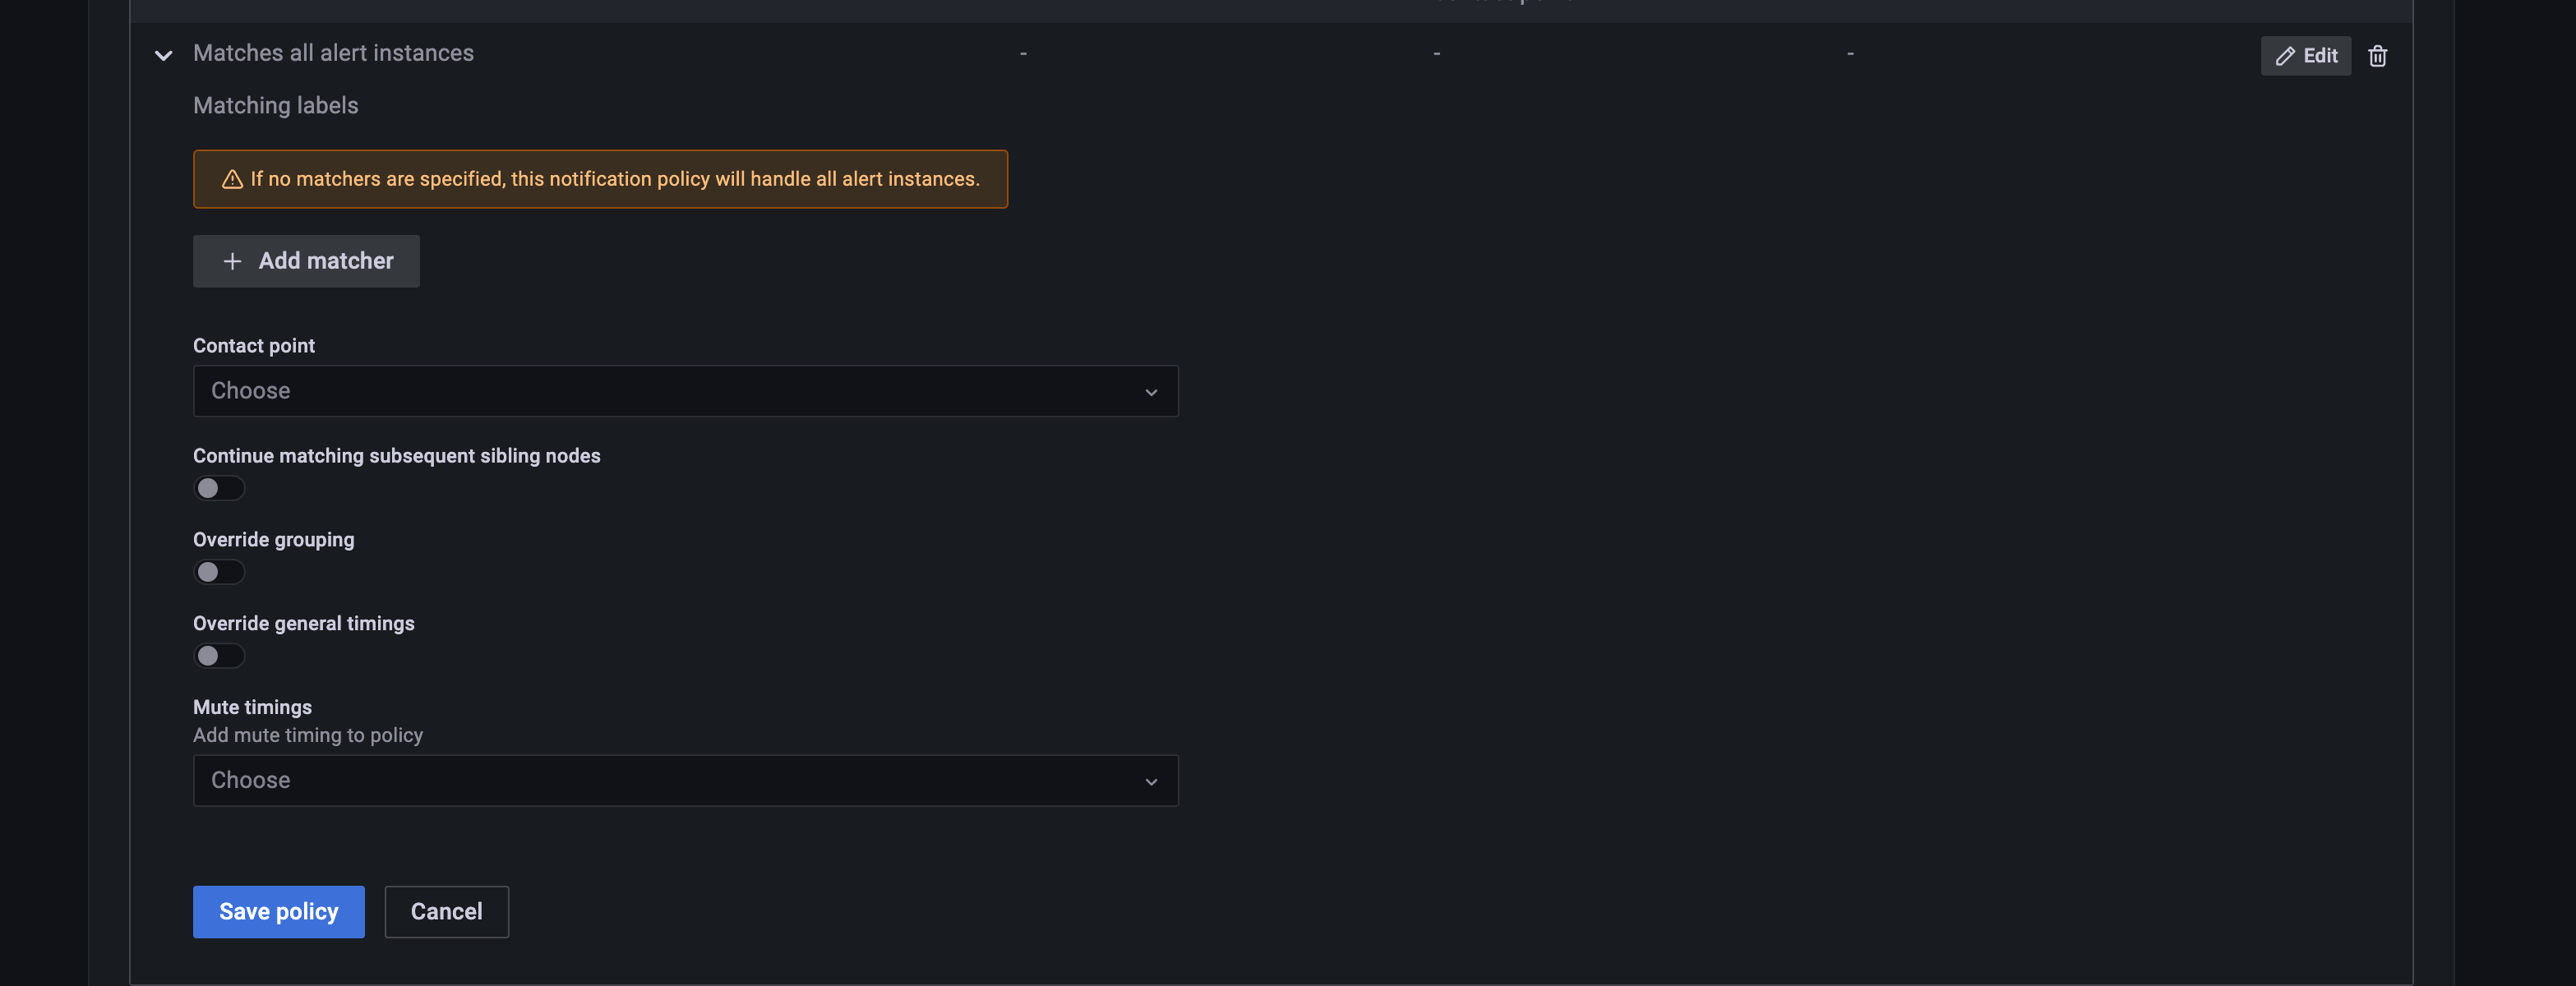 Matches all alert instances - - - Edit
Matching labels
If no matchers are specified, this notification policy will handle all alert instances.
+ Add matcher
Contact point
Choose
Continue matching subsequent sibling nodes
Override grouping
Override general timings
Mute timings
Add mute timing to policy
Choose
Save policy Cancel